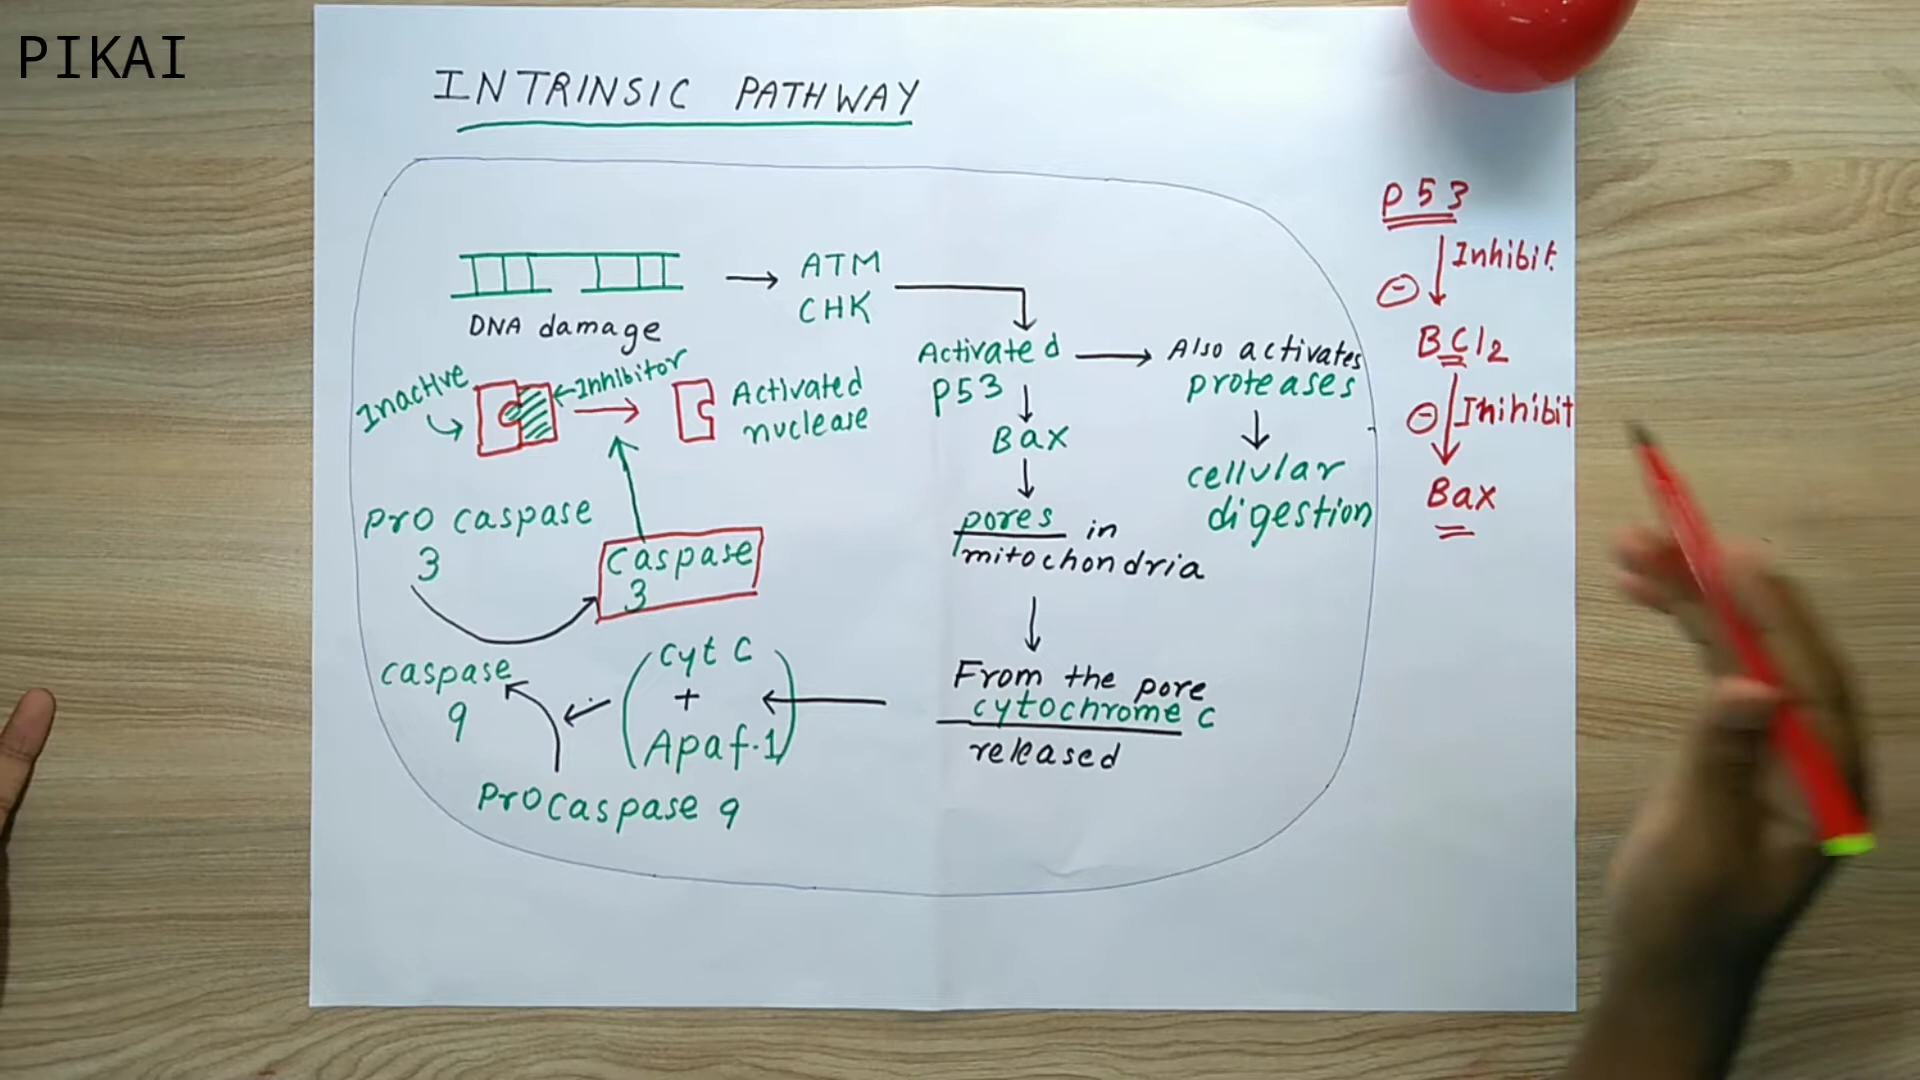 PIKAI
INTRINSIC PATHWAY
DNA damage
ATM
CHK
Activated
P53
Bax
pores in
mitochondria
From the pore
cytochrome c
released
Also activates
proteases
cellular
digestion
Cyt C
+
Apaf-1
Procaspase 9
caspase
9
Pro caspase
3
Caspase
3
Inactive
Inhibitor
Activated
nuclease
P53
Inhibit
BCl2
Inihibit
Bax